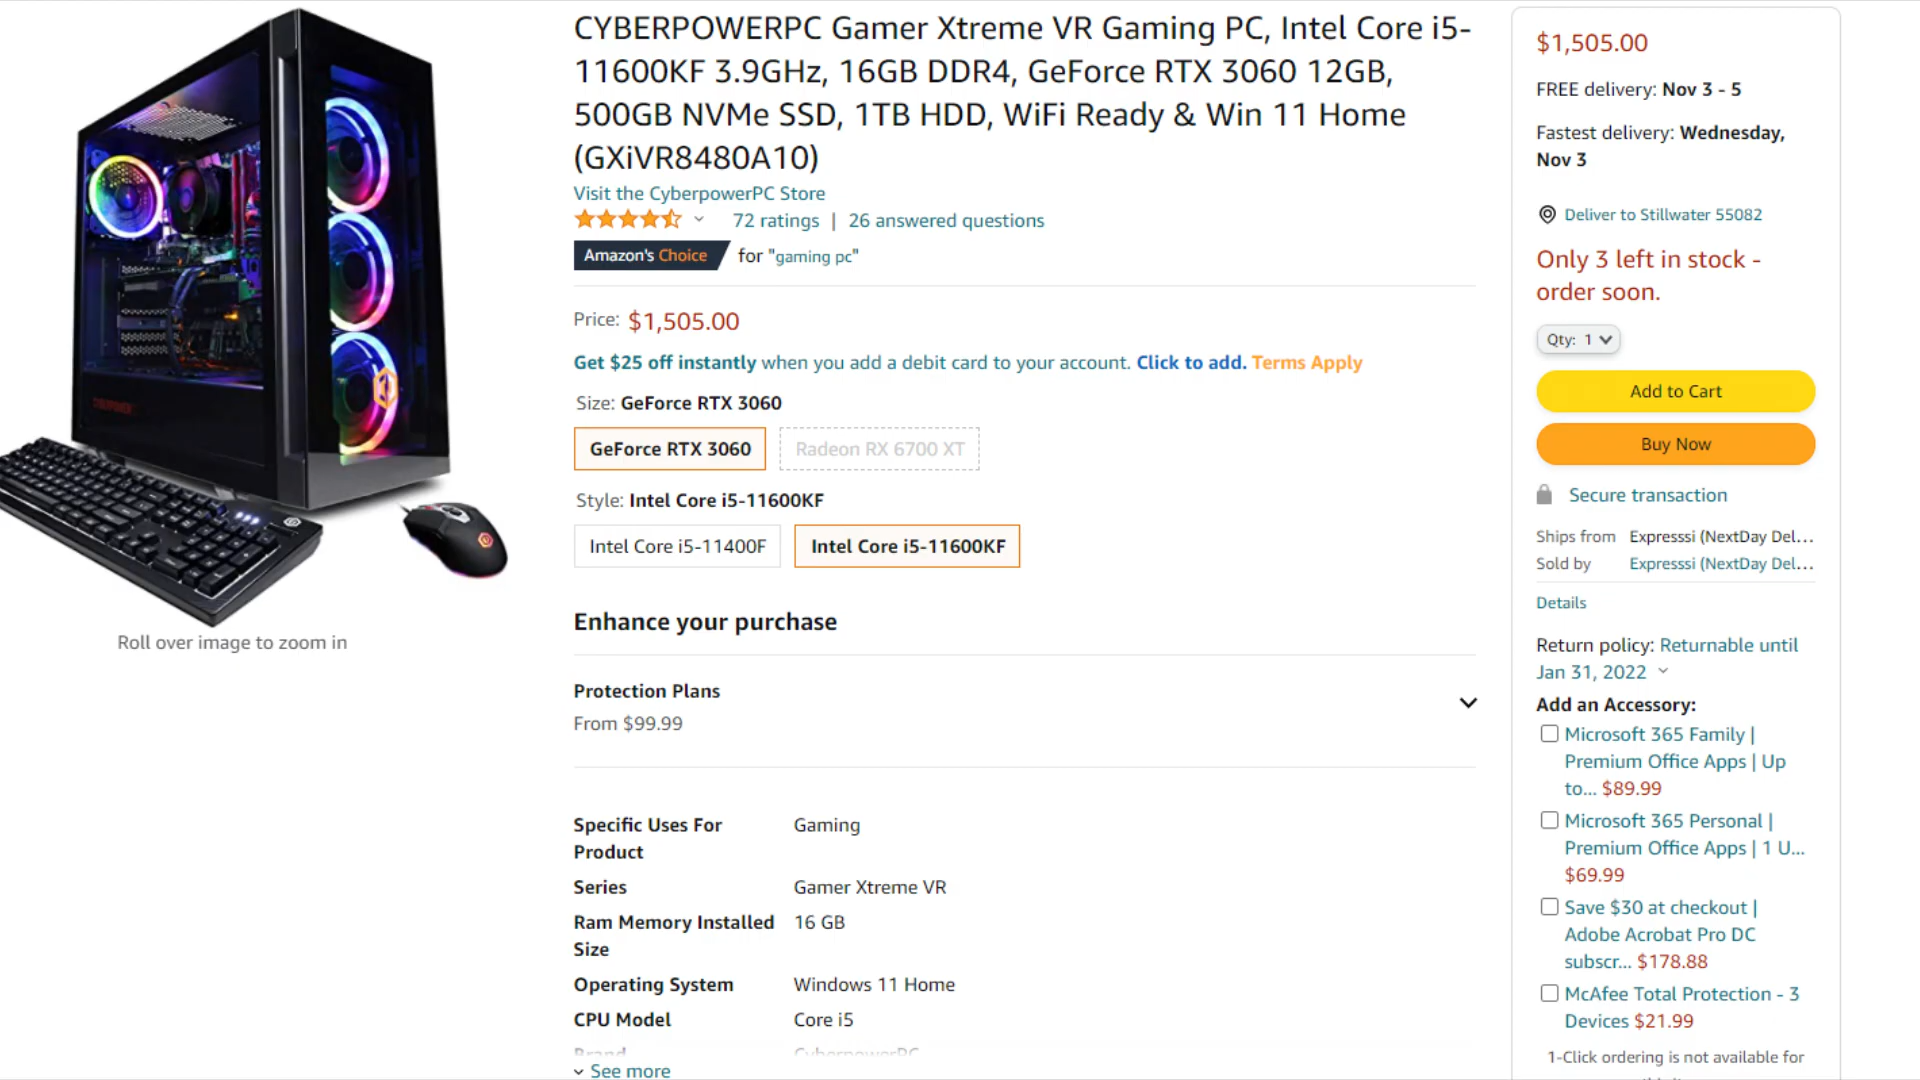 CYBERPOWERPC Gamer Xtreme VR Gaming PC, Intel Core i5-
11600KF 3.9GHz, 16GB DDR4, GeForce RTX 3060 12GB,
500GB NVMe SSD, 1TB HDD, WiFi Ready & Win 11 Home
(GXiVR8480A10)
Visit the CyberpowerPC Store
72 ratings | 26 answered questions
Amazon's Choice for "gaming pc"
Price: $1,505.00
Get $25 off instantly when you add a debit card to your account. Click to add. Terms Apply
Size: GeForce RTX 3060
GeForce RTX 3060 Radeon RX 6700 XT
Style: Intel Core i5-11600KF
Intel Core i5-11400F Intel Core i5-11600KF
Roll over image to zoom in
Enhance your purchase
Protection Plans
From $99.99
Specific Uses For Gaming
Product
Series Gamer Xtreme VR
Ram Memory Installed 16 GB
Size
Operating System Windows 11 Home
CPU Model Core i5
Brand CyberpowerPC
See more
$1,505.00
FREE delivery: Nov 3 - 5
Fastest delivery: Wednesday,
Nov 3
Deliver to Stillwater 55082
Only 3 left in stock -
order soon.
Qty: 1
Add to Cart
Buy Now
Secure transaction
Ships from Expresssi (NextDay Del...
Sold by Expresssi (NextDay Del...
Details
Return policy: Returnable until
Jan 31, 2022
Add an Accessory:
Microsoft 365 Family |
Premium Office Apps | Up
to... $89.99
Microsoft 365 Personal |
Premium Office Apps | 1 U...
$69.99
Save $30 at checkout |
Adobe Acrobat Pro DC
subscr... $178.88
McAfee Total Protection - 3
Devices $21.99
1-Click ordering is not available for